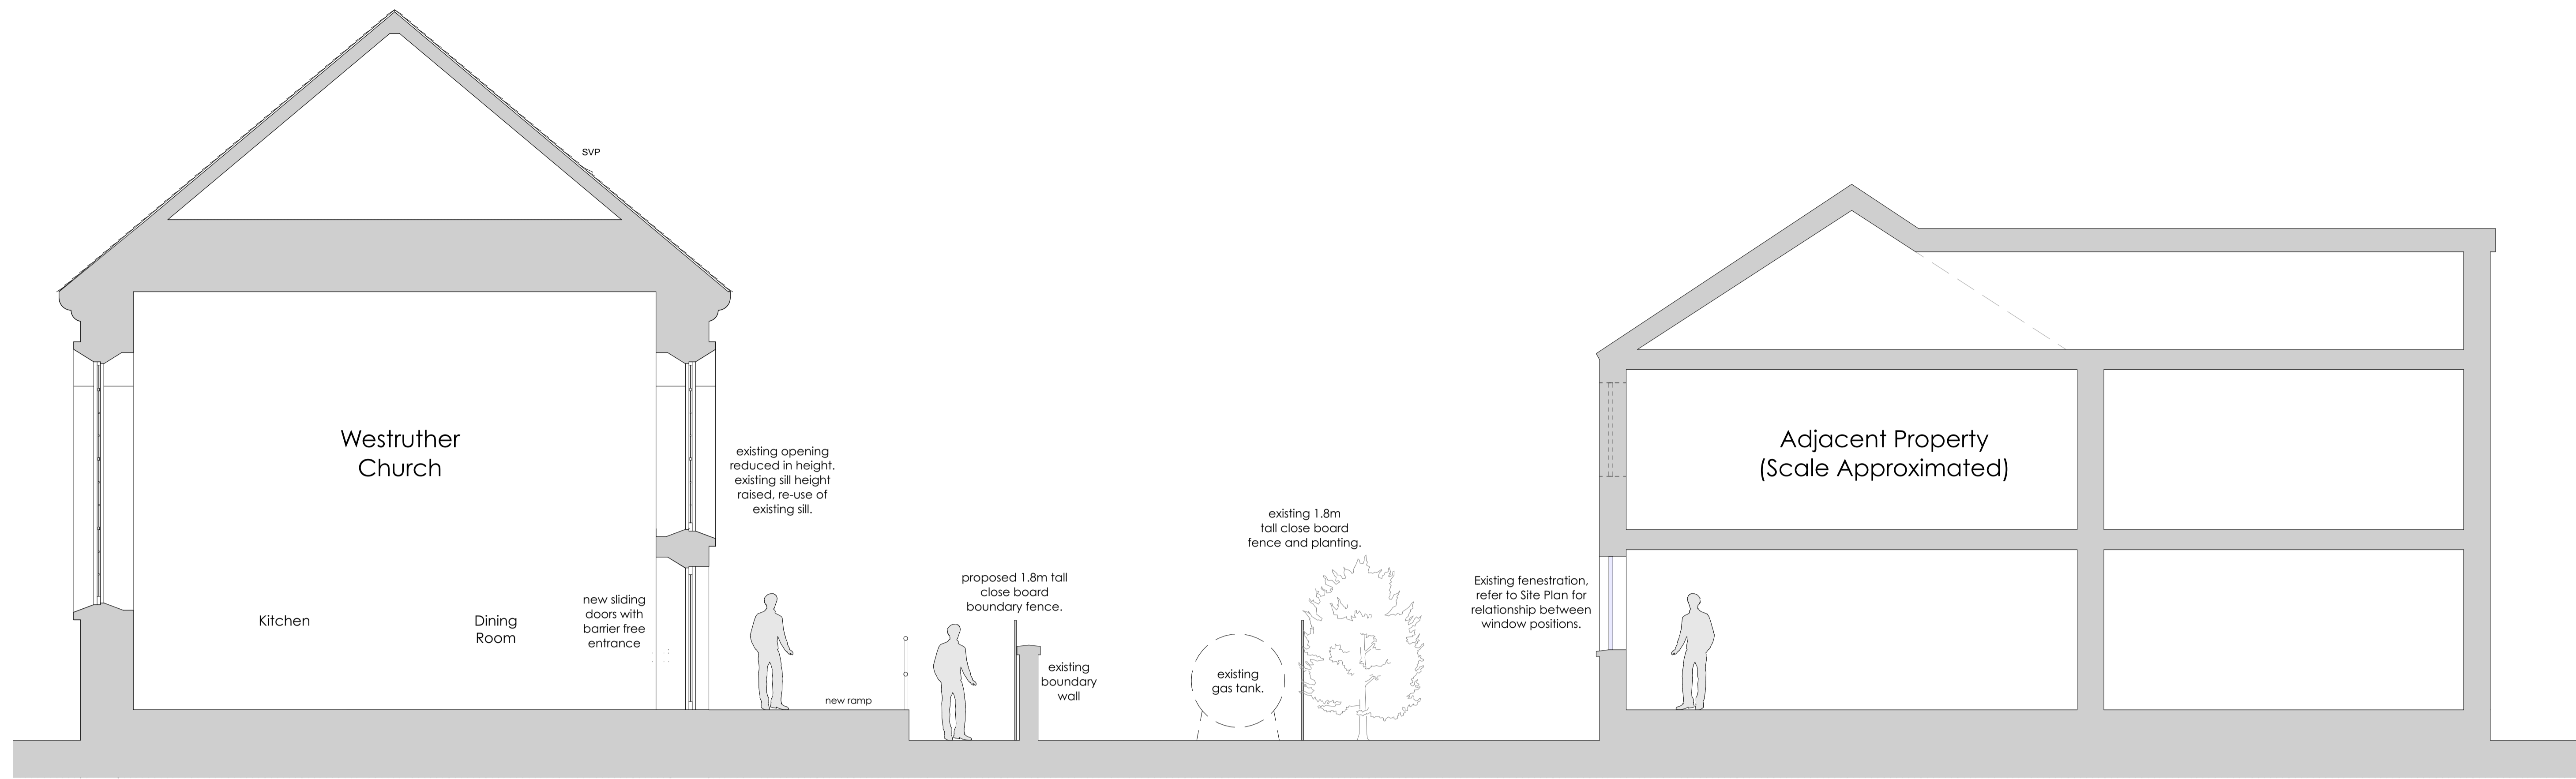 SVP
Westruther
Church
Kitchen
Dining
Room
new sliding
doors with
barrier free
entrance
existing opening
reduced in height.
existing sill height
raised, re-use of
existing sill.
new ramp
proposed 1.8m tall
close board
boundary fence.
existing
boundary
wall
existing
gas tank.
existing 1.8m
tall close board
fence and planting.
Existing fenestration,
refer to Site Plan for
relationship between
window positions.
Adjacent Property
(Scale Approximated)